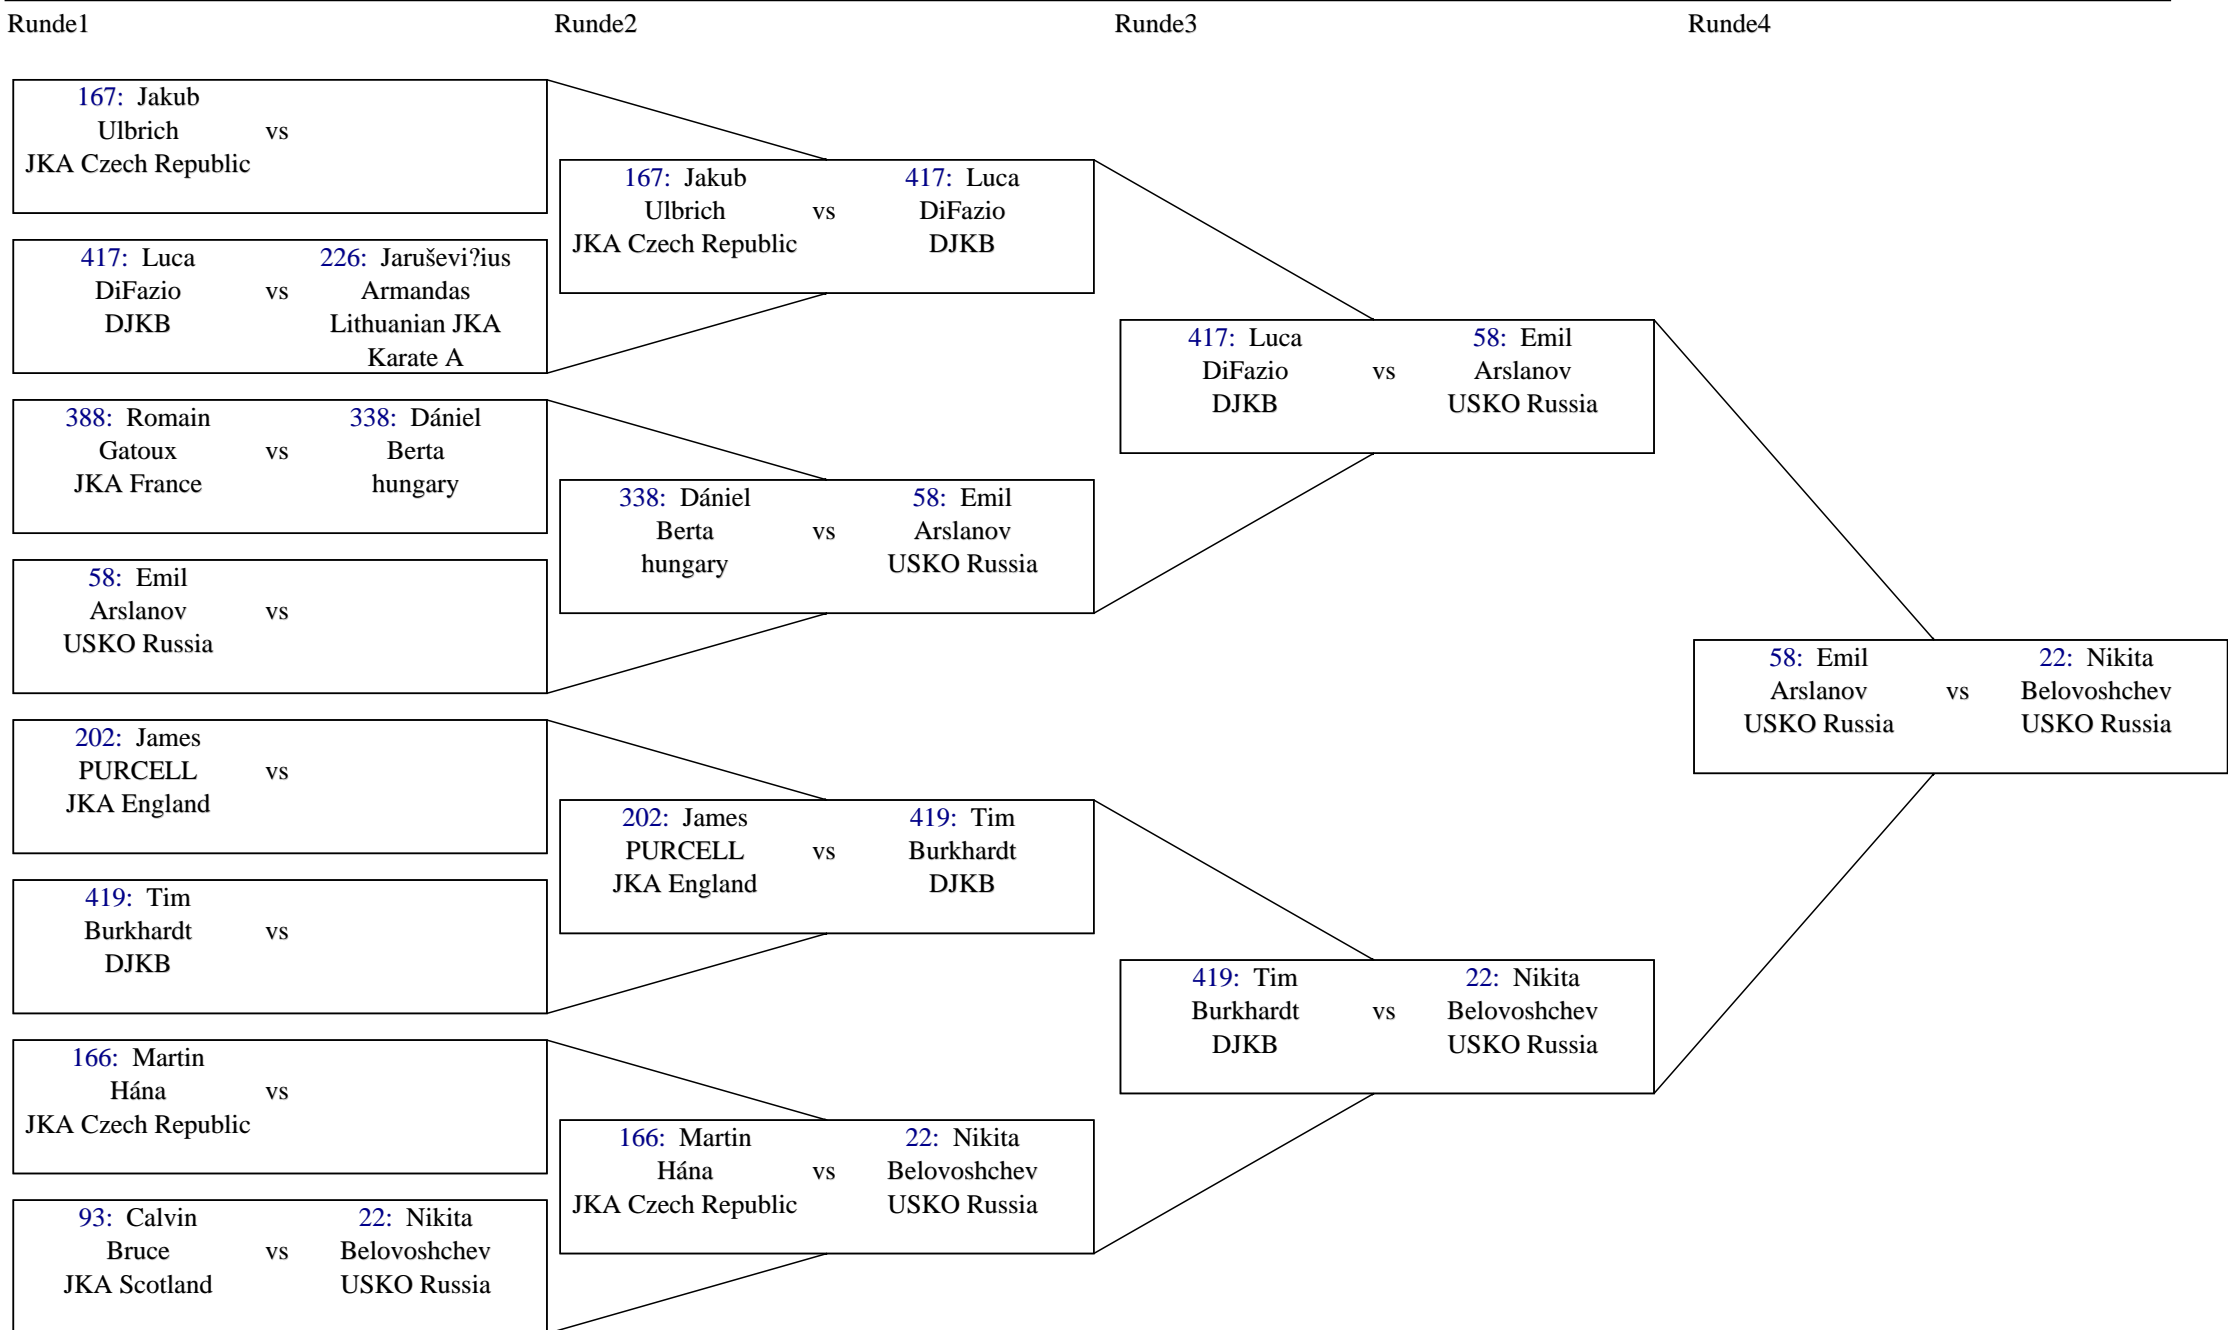 Runde1
Runde2
Runde3
Runde4
167: Jakub
Ulbrich vs
JKA Czech Republic
417: Luca 226: Jaruševi?ius
DiFazio vs Armandas
DJKB Lithuanian JKA
Karate A
388: Romain 338: Dániel
Gatoux vs Berta
JKA France hungary
58: Emil
Arslanov vs
USKO Russia
202: James
PURCELL vs
JKA England
419: Tim
Burkhardt vs
DJKB
166: Martin
Hána vs
JKA Czech Republic
93: Calvin 22: Nikita
Bruce vs Belovoshchev
JKA Scotland USKO Russia
167: Jakub 417: Luca
Ulbrich vs DiFazio
JKA Czech Republic DJKB
338: Dániel 58: Emil
Berta vs Arslanov
hungary USKO Russia
202: James 419: Tim
PURCELL vs Burkhardt
JKA England DJKB
166: Martin 22: Nikita
Hána vs Belovoshchev
JKA Czech Republic USKO Russia
417: Luca 58: Emil
DiFazio vs Arslanov
DJKB USKO Russia
419: Tim 22: Nikita
Burkhardt vs Belovoshchev
DJKB USKO Russia
58: Emil 22: Nikita
Arslanov vs Belovoshchev
USKO Russia USKO Russia